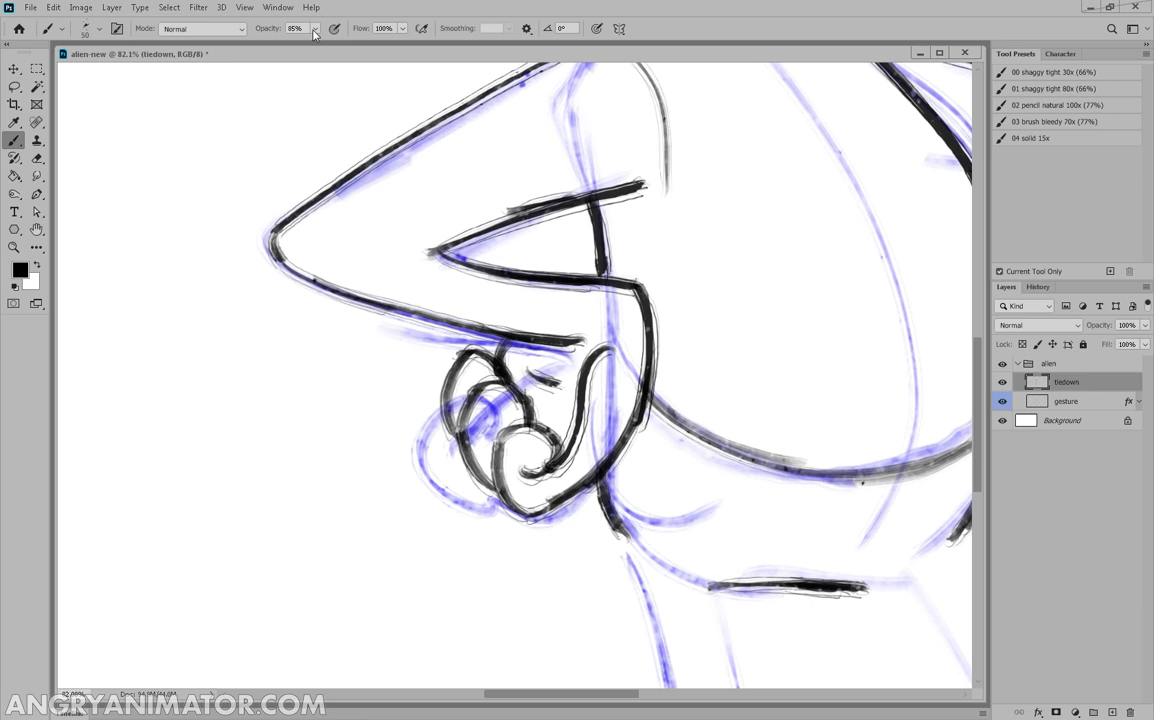 File Edit Image Layer Type Select Filter 3D View Window Help
50 Mode: Normal Opacity: 85% Flow: 100% Smoothing: 0°
alien-new @ 82.1% (tiedown, RGB/8) *
Tool Presets Character
00 shaggy tight 30x (66%)
01 shaggy tight 80x (66%)
02 pencil natural 100x (77%)
03 brush bleedy 70x (77%)
04 solid 15x
Current Tool Only
Layers History
Kind
Normal Opacity: 100%
Lock: Fill: 100%
alien
tiedown
gesture fx
Background
ANGRYANIMATOR.COM